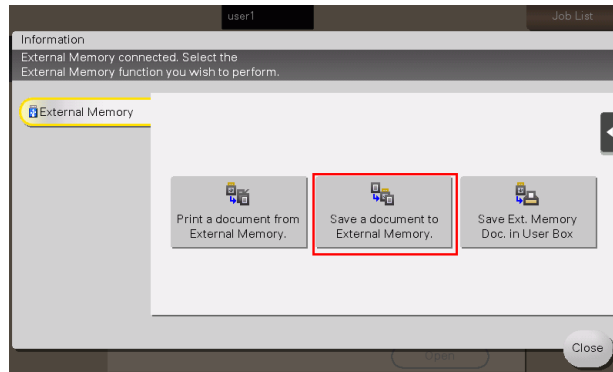 user1
Job List
Information
External Memory connected. Select the
External Memory function you wish to perform.
External Memory
Print a document from
External Memory.
Save a document to
External Memory.
Save Ext. Memory
Doc. in User Box
Close
Open